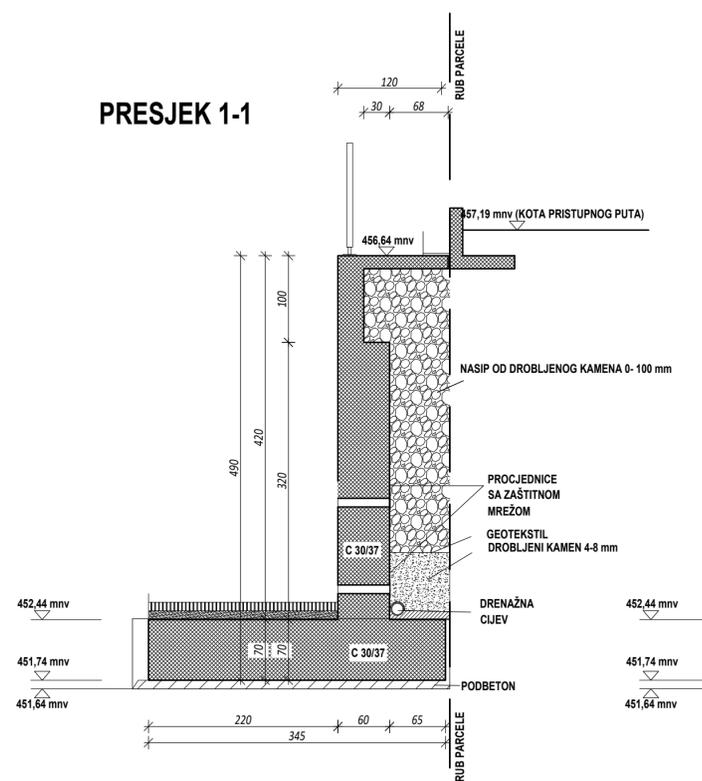 120
RUB PARCELE
30
68
PRESJEK 1-1
457,19 mnv (KOTA PRISTUPNOG PUTA)
456,64 mnv
100
NASIP OD DROBLJENOG KAMENA 0- 100 mm
490
420
320
PROCJEDNICE
SA ZAŠTITNOM
MREŽOM
GEOTEKSTIL
DROBLJENI KAMEN 4-8 mm
C 30/37
DRENAŽNA
CIJEV
452,44 mnv
452,44 mnv
70
70
C 30/37
451,74 mnv
451,74 mnv
PODBETON
451,64 mnv
451,64 mnv
220
60
65
345
RUB PARCELE